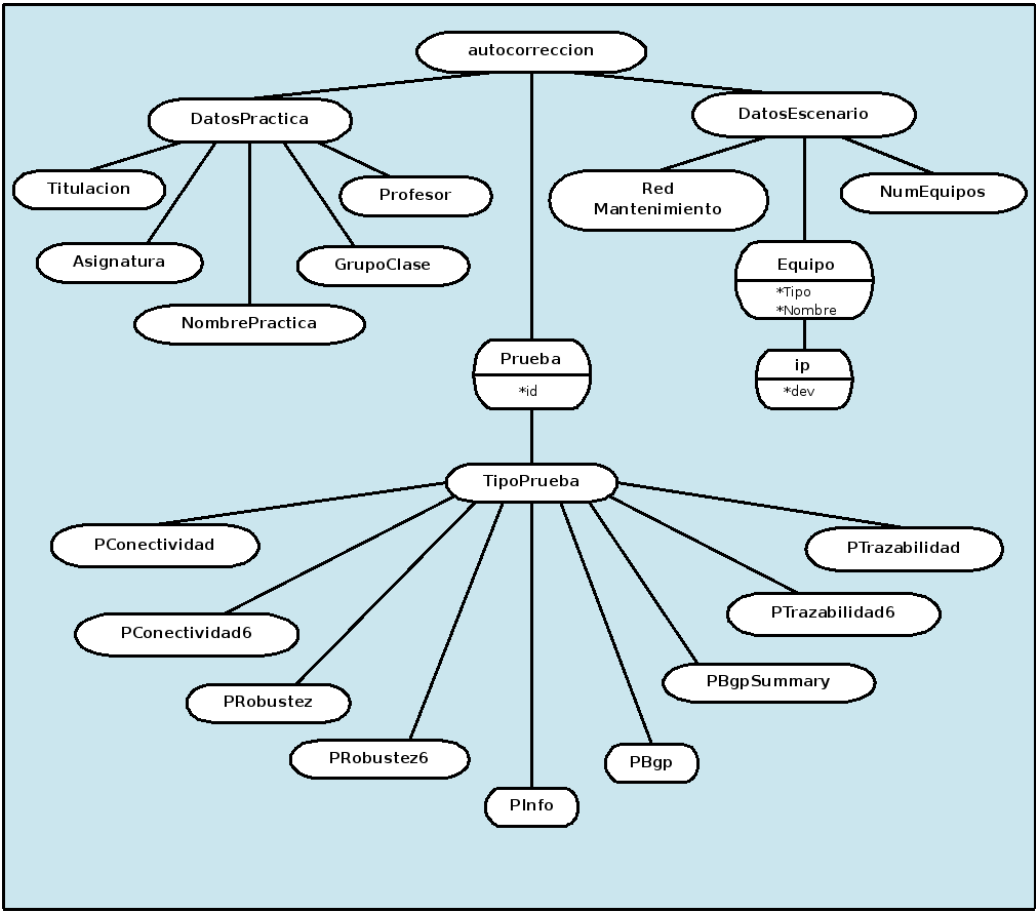 autocorreccion
DatosPractica
DatosEscenario
Titulacion
Profesor
Red
Mantenimiento
NumEquipos
Asignatura
GrupoClase
Equipo
*Tipo
*Nombre
NombrePractica
Prueba
*id
ip
*dev
TipoPrueba
PConectividad
PTrazabilidad
PConectividad6
PTrazabilidad6
PRobustez
PBgpSummary
PRobustez6
PBgp
PInfo